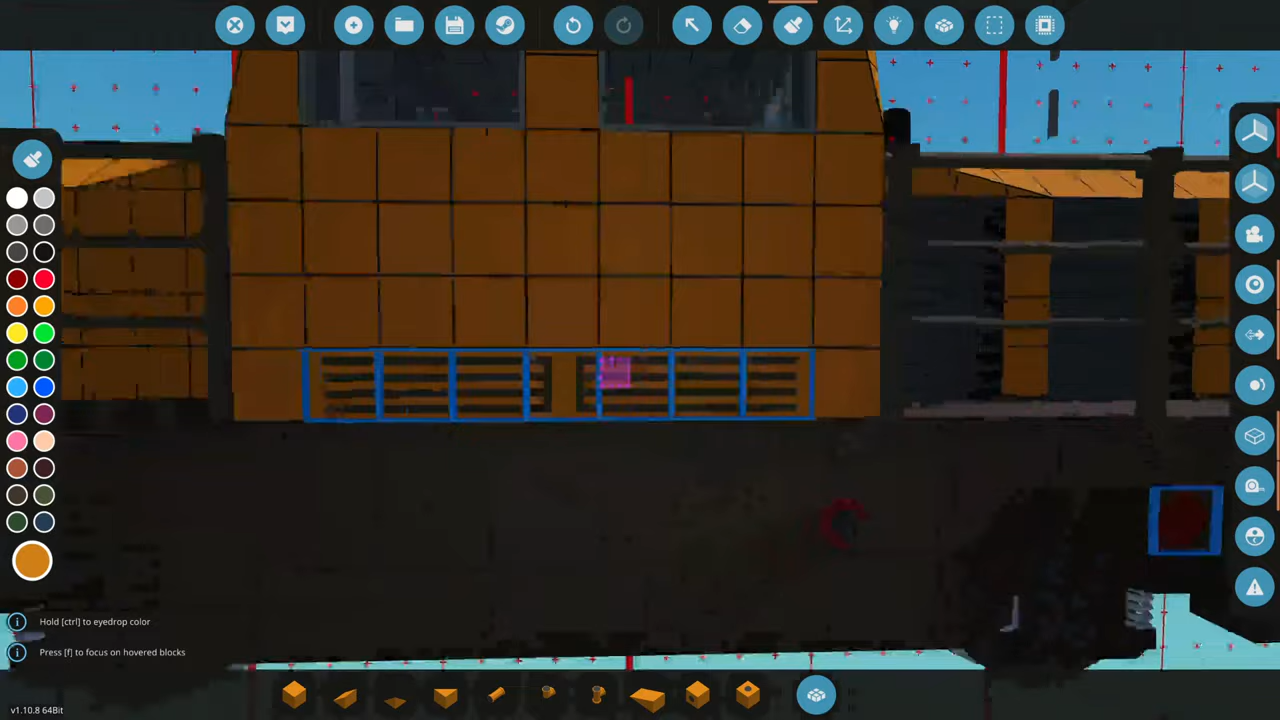 Hold [ctrl] to eyedrop color
Press [f] to focus on hovered blocks
v1.10.8 64Bit